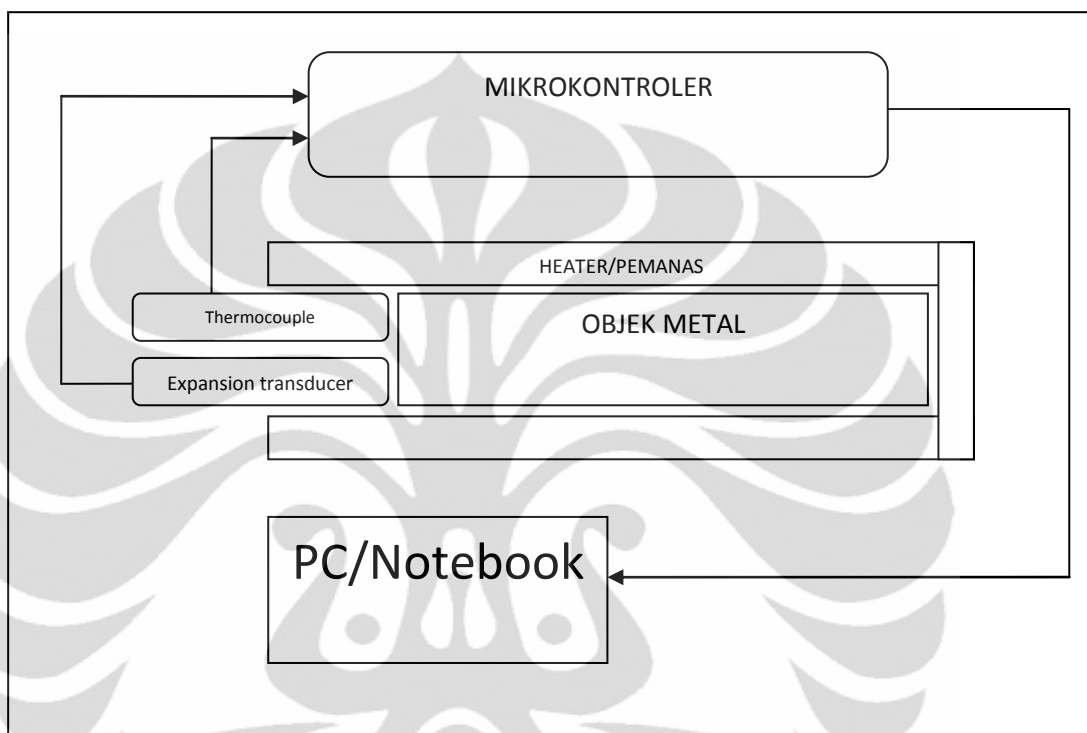 MIKROKONTROLER
HEATER/PEMANAS
Thermocouple
OBJEK METAL
Expansion transducer
PC/Notebook